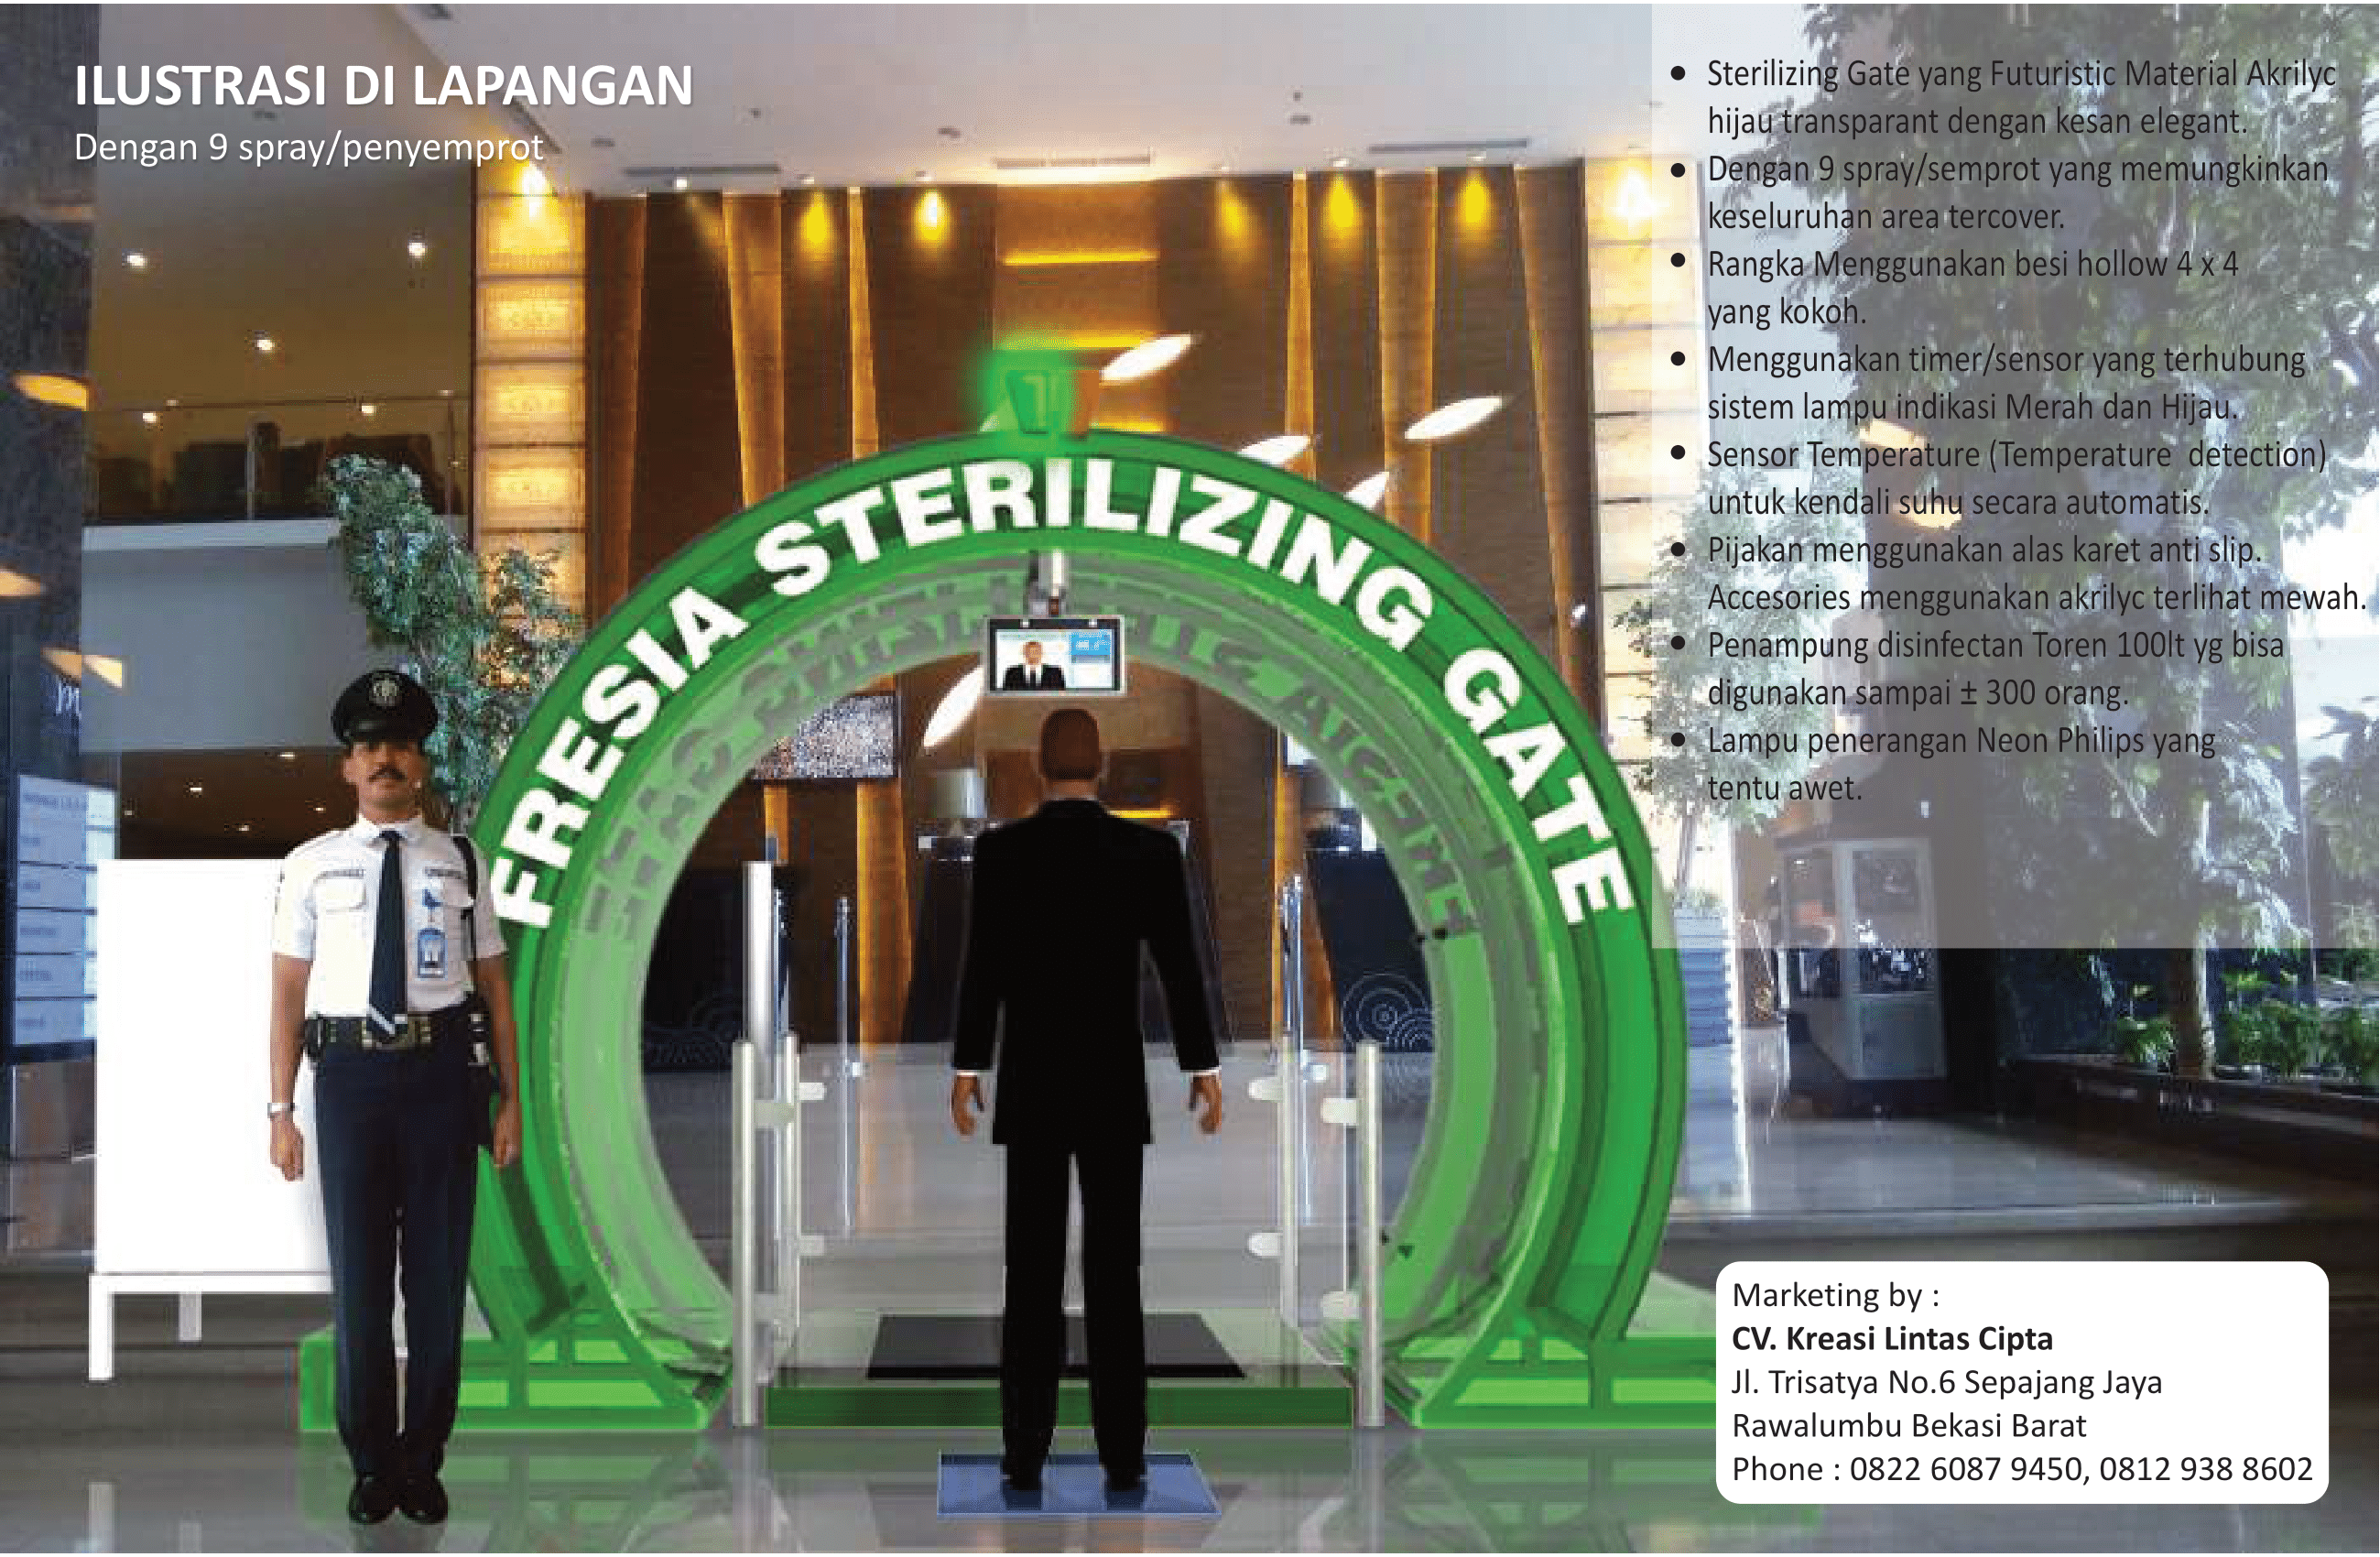 ILUSTRASI DI LAPANGAN
Dengan 9 spray/penyemprot
• Sterilizing Gate yang Futuristic Material Akrilyc
hijau transparant dengan kesan elegant.
• Dengan 9 spray/semprot yang memungkinkan
keseluruhan area tercover.
• Rangka Menggunakan besi hollow 4 x 4
yang kokoh.
• Menggunakan timer/sensor yang terhubung
sistem lampu indikasi Merah dan Hijau.
• Sensor Temperature (Temperature detection)
untuk kendali suhu secara automatis.
• Pijakan menggunakan alas karet anti slip.
Accesories menggunakan akrilyc terlihat mewah.
• Penampung disinfectan Toren 100lt yg bisa
digunakan sampai ± 300 orang.
• Lampu penerangan Neon Philips yang
tentu awet.
FRESIA STERILIZING GATE
Marketing by :
CV. Kreasi Lintas Cipta
Jl. Trisatya No.6 Sepajang Jaya
Rawalumbu Bekasi Barat
Phone : 0822 6087 9450, 0812 938 8602